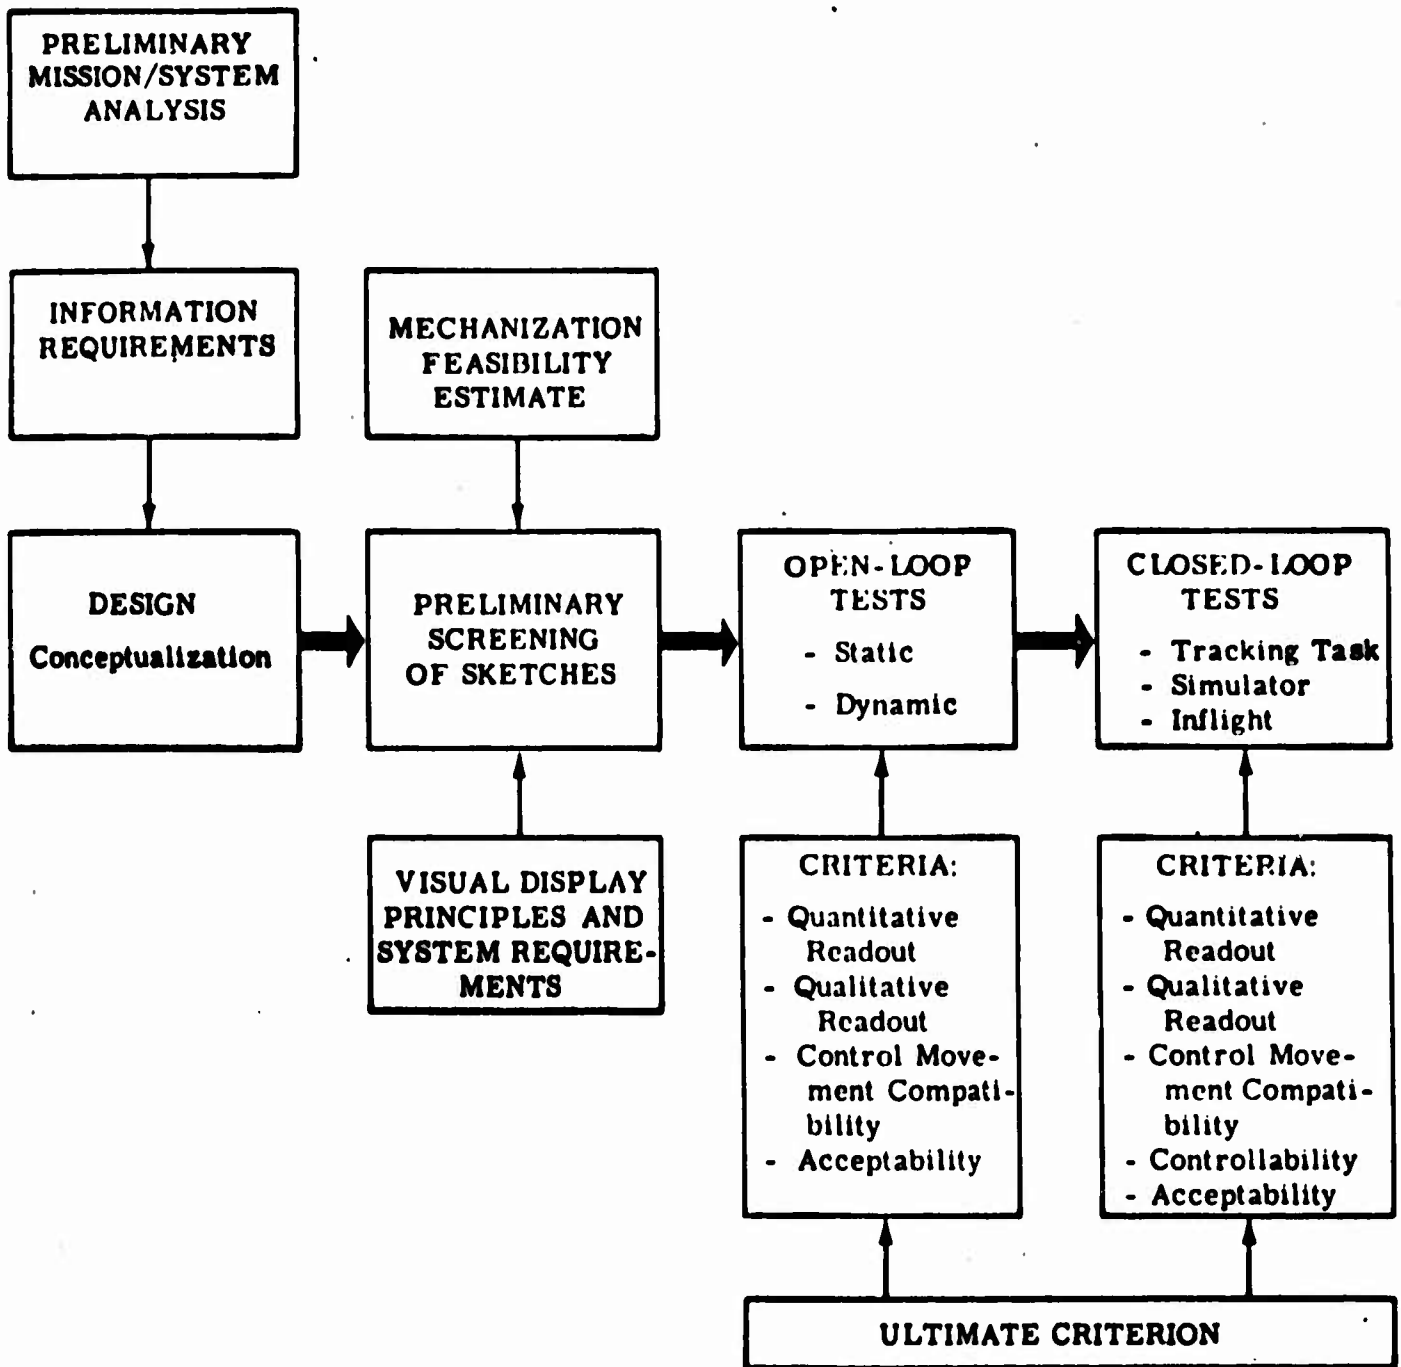 PRELIMINARY
MISSION/SYSTEM
ANALYSIS
INFORMATION
REQUIREMENTS
MECHANIZATION
FEASIBILITY
ESTIMATE
DESIGN
Conceptualization
PRELIMINARY
SCREENING
OF SKETCHES
OPEN-LOOP
TESTS
- Static
- Dynamic
CLOSED-LOOP
TESTS
- Tracking Task
- Simulator
- Inflight
VISUAL DISPLAY
PRINCIPLES AND
SYSTEM REQUIRE-
MENTS
CRITERIA:
- Quantitative
Readout
- Qualitative
Readout
- Control Move-
ment Compati-
bility
- Acceptability
CRITERIA:
- Quantitative
Readout
- Qualitative
Readout
- Control Move-
ment Compati-
bility
- Controllability
- Acceptability
ULTIMATE CRITERION